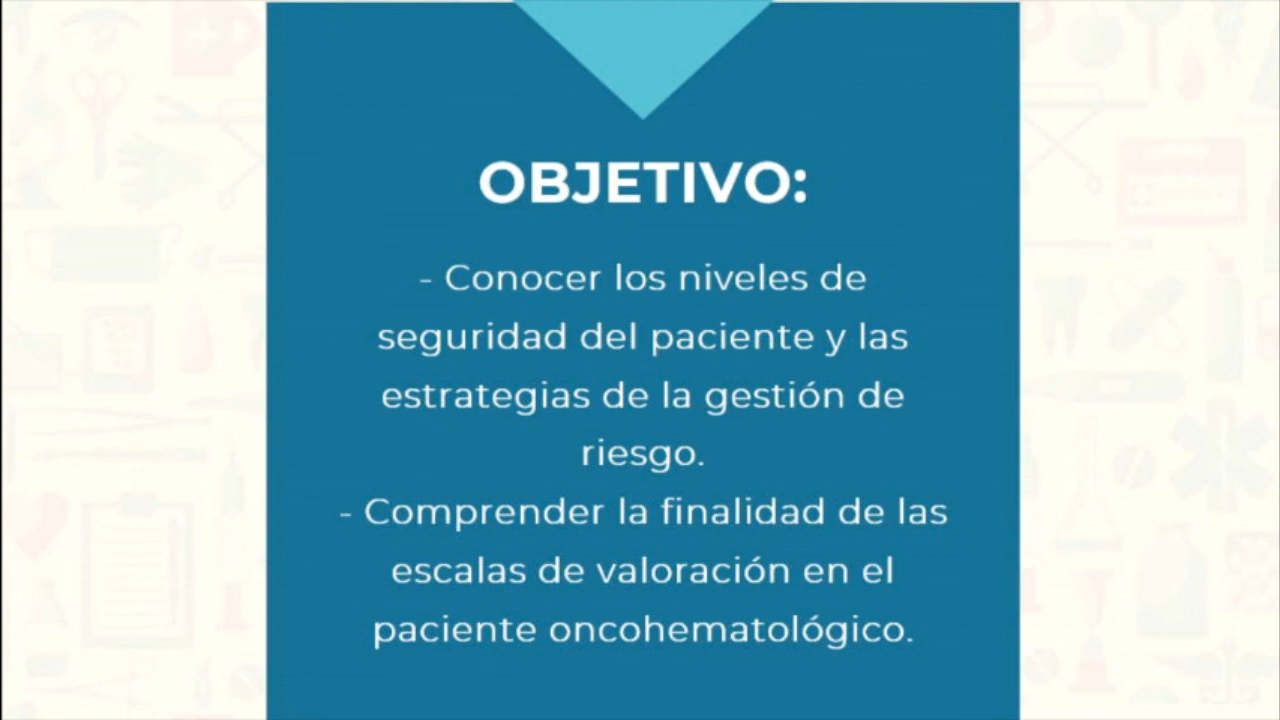 OBJETIVO:
- Conocer los niveles de
seguridad del paciente y las
estrategias de la gestión de
riesgo.
- Comprender la finalidad de las
escalas de valoración en el
paciente oncohematológico.